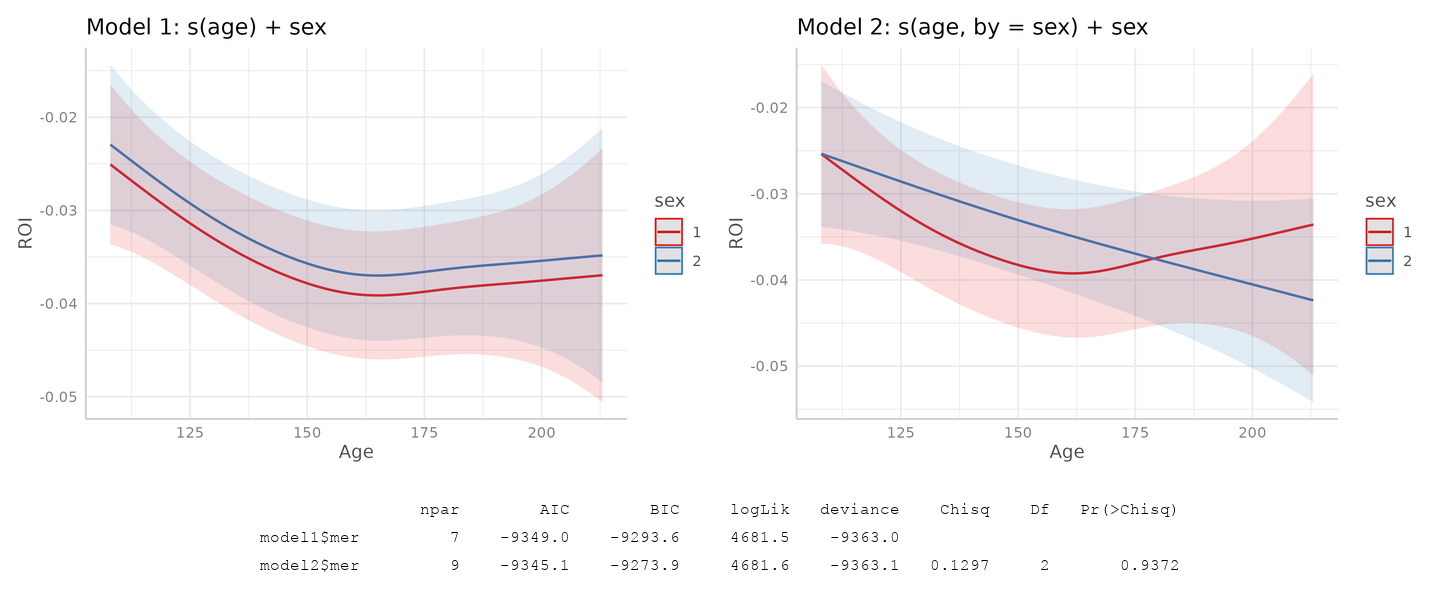 Model 1: s(age) + sex
-0.02
-0.03
-0.04
-0.05
ROI
125 150 175 200
Age
sex
1
2
Model 2: s(age, by = sex) + sex
-0.02
-0.03
-0.04
-0.05
ROI
125 150 175 200
Age
sex
1
2
npar AIC BIC logLik deviance Chisq Df Pr(>Chisq)
model1$mer 7 -9349.0 -9293.6 4681.5 -9363.0
model2$mer 9 -9345.1 -9273.9 4681.6 -9363.1 0.1297 2 0.9372